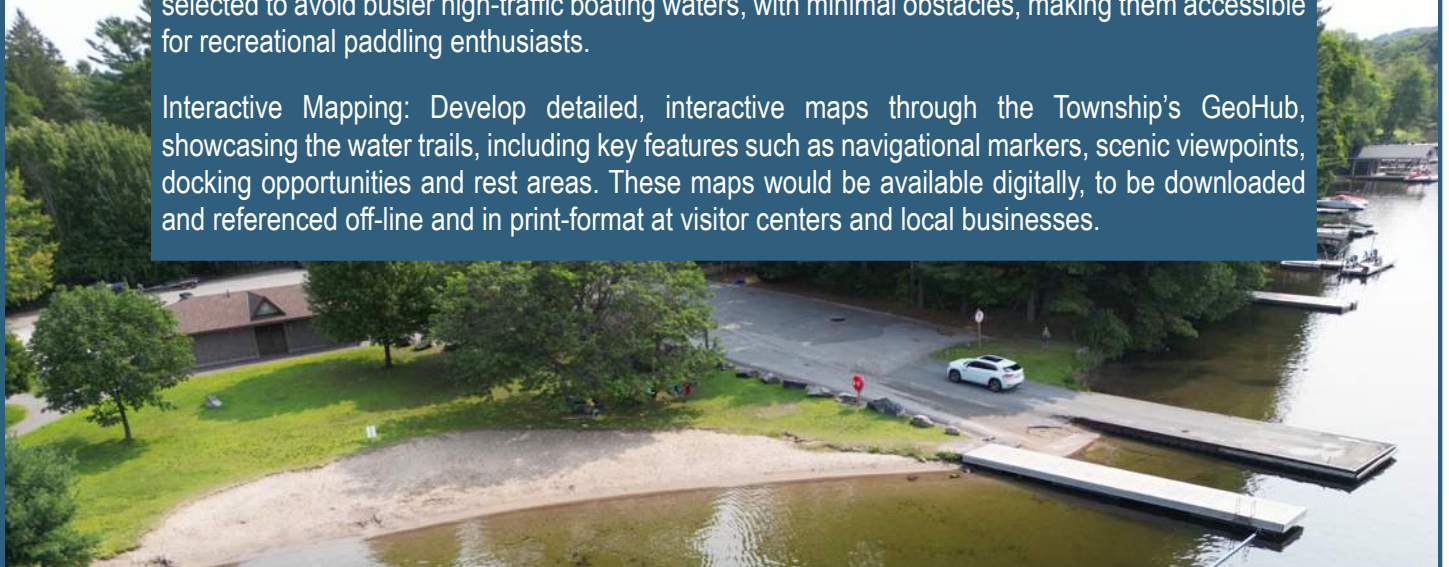 selected to avoid busier high-traffic boating waters, with minimal obstacles, making them accessible
for recreational paddling enthusiasts.
Interactive Mapping: Develop detailed, interactive maps through the Township's GeoHub,
showcasing the water trails, including key features such as navigational markers, scenic viewpoints,
docking opportunities and rest areas. These maps would be available digitally, to be downloaded
and referenced off-line and in print-format at visitor centers and local businesses.